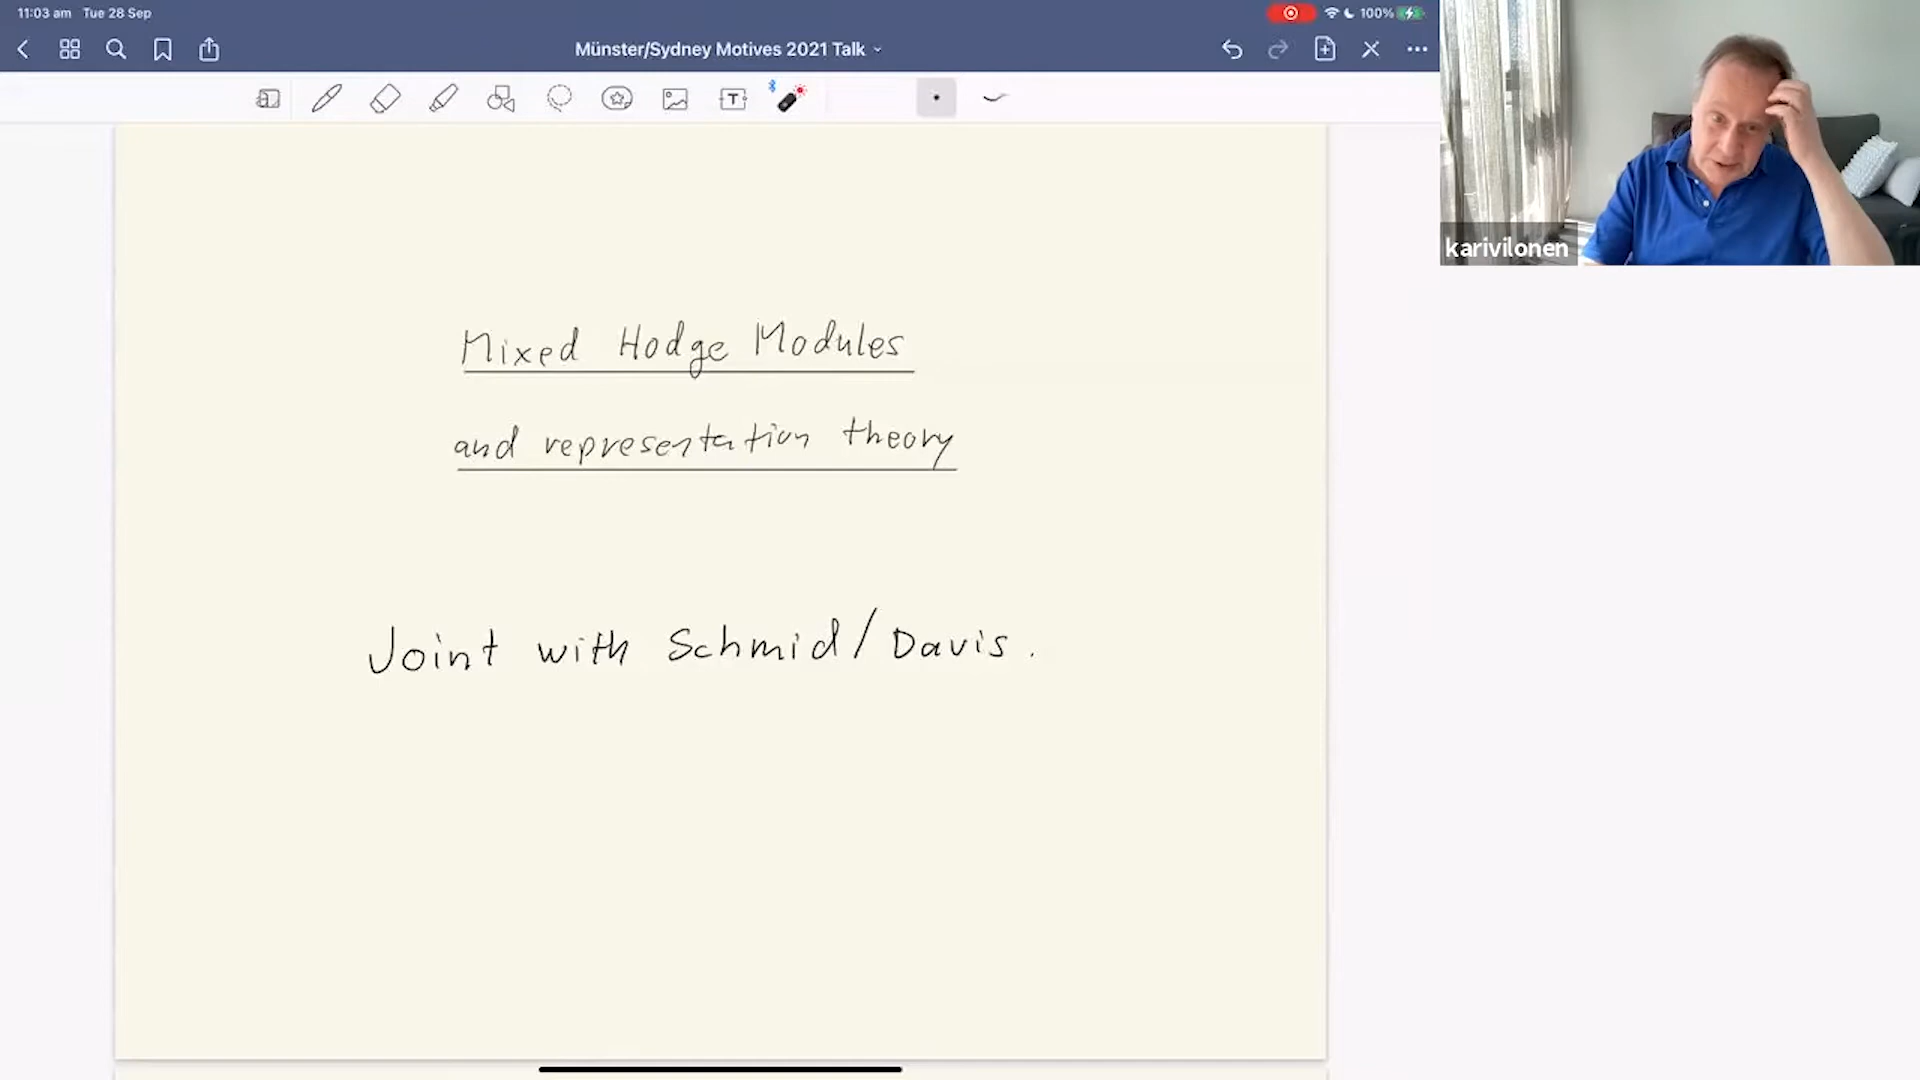 11:03 am Tue 28 Sep
100%
Münster/Sydney Motives 2021 Talk
T
karivilonen
Mixed Hodge Modules
and representation theory
Joint with Schmid/Davis.